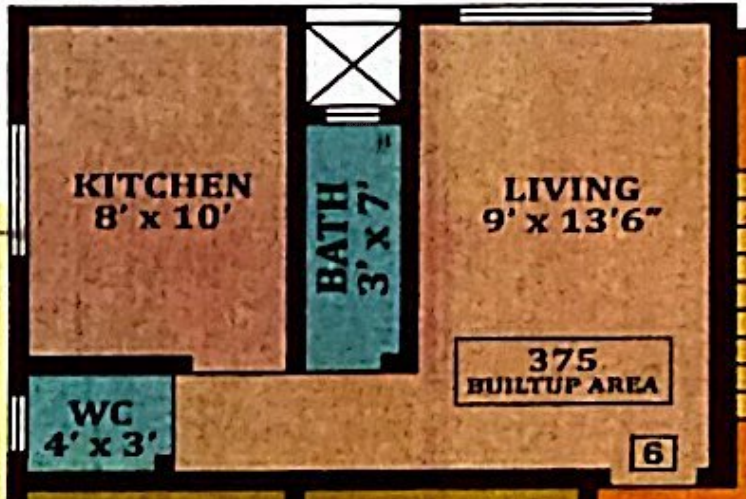 KITCHEN
8' x 10'
BATH
3' x 7'
LIVING
9' x 13'6"
375
BUILTUP AREA
WC
4' x 3'
6